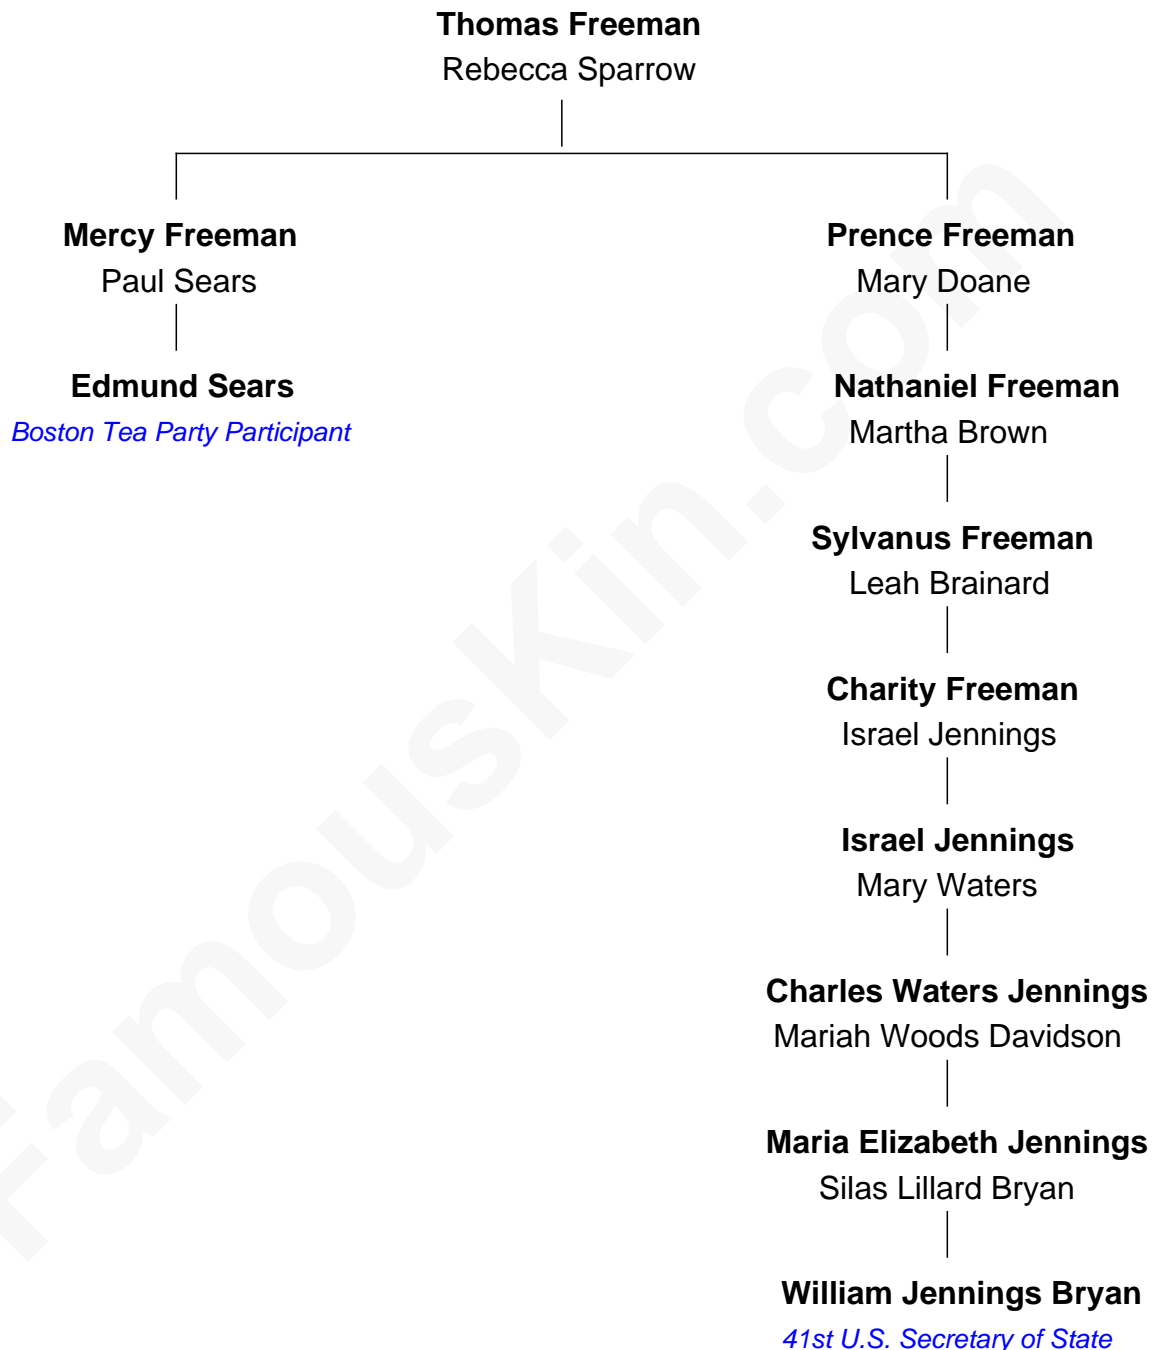 Thomas Freeman
Rebecca Sparrow
Mercy Freeman
Paul Sears
Edmund Sears
Boston Tea Party Participant
Prence Freeman
Mary Doane
Nathaniel Freeman
Martha Brown
Sylvanus Freeman
Leah Brainard
Charity Freeman
Israel Jennings
Israel Jennings
Mary Waters
Charles Waters Jennings
Mariah Woods Davidson
Maria Elizabeth Jennings
Silas Lillard Bryan
William Jennings Bryan
41st U.S. Secretary of State
FamousKin.com